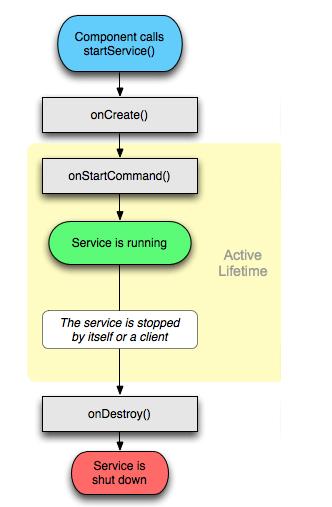 Component calls
startService()
onCreate()
onStartCommand()
Service is running
Active
Lifetime
The service is stopped
by itself or a client
onDestroy()
Service is
shut down